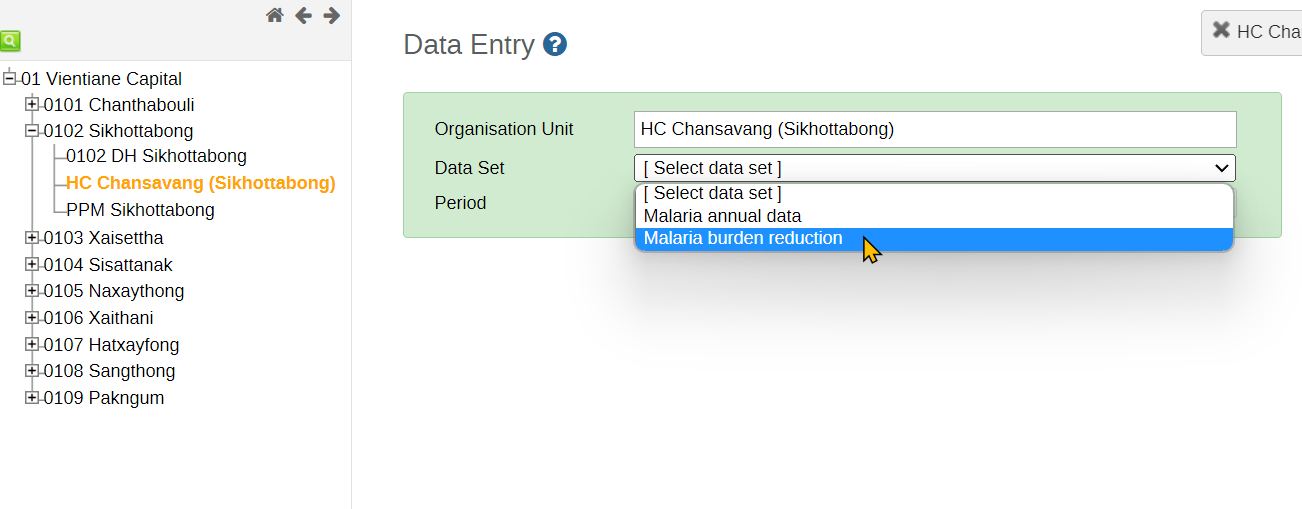 01 Vientiane Capital
0101 Chanthabouli
0102 Sikhottabong
0102 DH Sikhottabong
HC Chansavang (Sikhottabong)
PPM Sikhottabong
0103 Xaisettha
0104 Sisattanak
0105 Naxaythong
0106 Xaithani
0107 Hatxayfong
0108 Sangthong
0109 Pakngum
Data Entry ?
HC Cha
Organisation Unit HC Chansavang (Sikhottabong)
Data Set [ Select data set ]
Period
[ Select data set ]
Malaria annual data
Malaria burden reduction